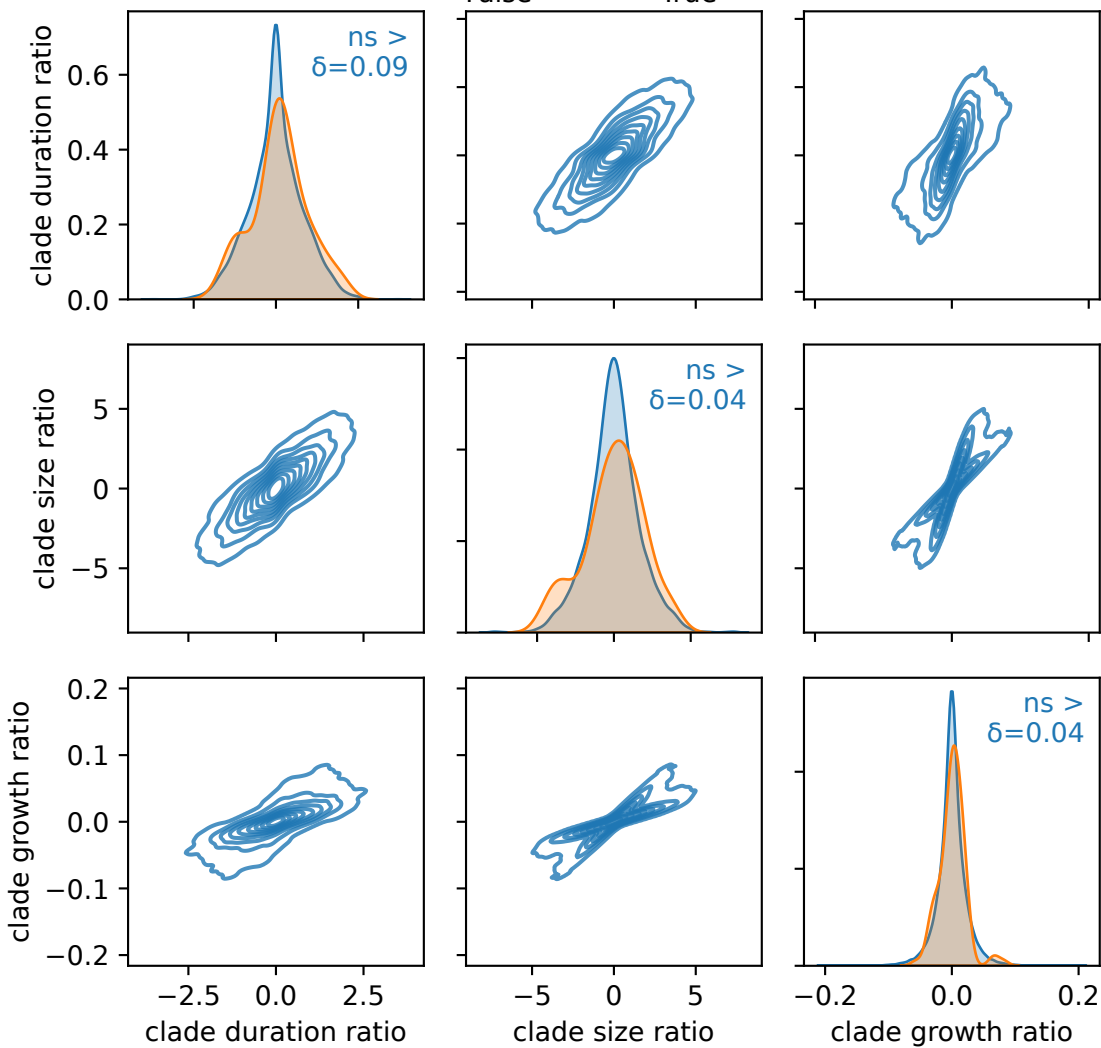 True
clade duration ratio
0.6
0.4
0.2
0.0
ns >
δ=0.09
clade size ratio
5
0
−5
ns >
δ=0.04
clade growth ratio
0.2
0.1
0.0
−0.1
−0.2
ns >
δ=0.04
−2.5 0.0 2.5
clade duration ratio
−5 0 5
clade size ratio
−0.2 0.0 0.2
clade growth ratio